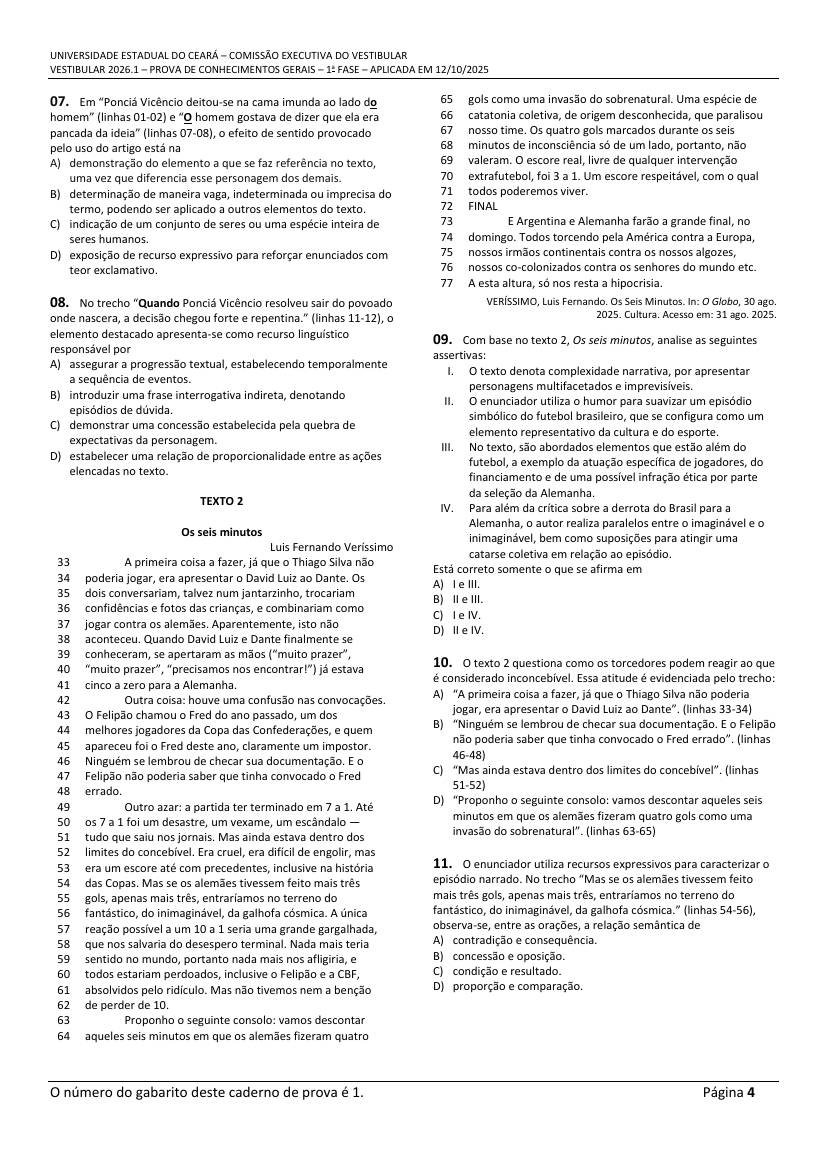 UNIVERSIDADE ESTADUAL DO CEARÁ – COMISSÃO EXECUTIVA DO VESTIBULAR
VESTIBULAR 2026.1 – PROVA DE CONHECIMENTOS GERAIS – 1ª FASE – APLICADA EM 12/10/2025
07. Em “Ponciá Vicêncio deitou-se na cama imunda ao lado do
homem” (linhas 01-02) e “O homem gostava de dizer que ela era
pancada da ideia” (linhas 07-08), o efeito de sentido provocado
pelo uso do artigo está na
A) demonstração do elemento a que se faz referência no texto,
uma vez que diferencia esse personagem dos demais.
B) determinação de maneira vaga, indeterminada ou imprecisa do
termo, podendo ser aplicado a outros elementos do texto.
C) indicação de um conjunto de seres ou uma espécie inteira de
seres humanos.
D) exposição de recurso expressivo para reforçar enunciados com
teor exclamativo.
08. No trecho “Quando Ponciá Vicêncio resolveu sair do povoado
onde nascera, a decisão chegou forte e repentina.” (linhas 11-12), o
elemento destacado apresenta-se como recurso linguístico
responsável por
A) assegurar a progressão textual, estabelecendo temporalmente
a sequência de eventos.
B) introduzir uma frase interrogativa indireta, denotando
episódios de dúvida.
C) demonstrar uma concessão estabelecida pela quebra de
expectativas da personagem.
D) estabelecer uma relação de proporcionalidade entre as ações
elencadas no texto.
TEXTO 2
Os seis minutos
Luis Fernando Veríssimo
33 A primeira coisa a fazer, já que o Thiago Silva não
34 poderia jogar, era apresentar o David Luiz ao Dante. Os
35 dois conversariam, talvez num jantarzinho, trocariam
36 confidências e fotos das crianças, e combinariam como
37 jogar contra os alemães. Aparentemente, isto não
38 aconteceu. Quando David Luiz e Dante finalmente se
39 conheceram, se apertaram as mãos (“muito prazer”,
40 “muito prazer”, “precisamos nos encontrar!”) já estava
41 cinco a zero para a Alemanha.
42 Outra coisa: houve uma confusão nas convocações.
43 O Felipão chamou o Fred do ano passado, um dos
44 melhores jogadores da Copa das Confederações, e quem
45 apareceu foi o Fred deste ano, claramente um impostor.
46 Ninguém se lembrou de checar sua documentação. E o
47 Felipão não poderia saber que tinha convocado o Fred
48 errado.
49 Outro azar: a partida ter terminado em 7 a 1. Até
50 os 7 a 1 foi um desastre, um vexame, um escândalo —
51 tudo que saiu nos jornais. Mas ainda estava dentro dos
52 limites do concebível. Era cruel, era difícil de engolir, mas
53 era um escore até com precedentes, inclusive na história
54 das Copas. Mas se os alemães tivessem feito mais três
55 gols, apenas mais três, entraríamos no terreno do
56 fantástico, do inimaginável, da galhofa cósmica. A única
57 reação possível a um 10 a 1 seria uma grande gargalhada,
58 que nos salvaria do desespero terminal. Nada mais teria
59 sentido no mundo, portanto nada mais nos afligiria, e
60 todos estariam perdoados, inclusive o Felipão e a CBF,
61 absolvidos pelo ridículo. Mas não tivemos nem a benção
62 de perder de 10.
63 Proponho o seguinte consolo: vamos descontar
64 aqueles seis minutos em que os alemães fizeram quatro
65 gols como uma invasão do sobrenatural. Uma espécie de
66 catatonia coletiva, de origem desconhecida, que paralisou
67 nosso time. Os quatro gols marcados durante os seis
68 minutos de inconsciência só de um lado, portanto, não
69 valeram. O escore real, livre de qualquer intervenção
70 extrafutebol, foi 3 a 1. Um escore respeitável, com o qual
71 todos poderemos viver.
72 FINAL
73 E Argentina e Alemanha farão a grande final, no
74 domingo. Todos torcendo pela América contra a Europa,
75 nossos irmãos continentais contra os nossos algozes,
76 nossos co-colonizados contra os senhores do mundo etc.
77 A esta altura, só nos resta a hipocrisia.
VERÍSSIMO, Luis Fernando. Os Seis Minutos. In: O Globo, 30 ago.
2025. Cultura. Acesso em: 31 ago. 2025.
09. Com base no texto 2, Os seis minutos, analise as seguintes
assertivas:
I. O texto denota complexidade narrativa, por apresentar
personagens multifacetados e imprevisíveis.
II. O enunciador utiliza o humor para suavizar um episódio
simbólico do futebol brasileiro, que se configura como um
elemento representativo da cultura e do esporte.
III. No texto, são abordados elementos que estão além do
futebol, a exemplo da atuação específica de jogadores, do
financiamento e de uma possível infração ética por parte
da seleção da Alemanha.
IV. Para além da crítica sobre a derrota do Brasil para a
Alemanha, o autor realiza paralelos entre o imaginável e o
inimaginável, bem como suposições para atingir uma
catarse coletiva em relação ao episódio.
Está correto somente o que se afirma em
A) I e III.
B) II e III.
C) I e IV.
D) II e IV.
10. O texto 2 questiona como os torcedores podem reagir ao que
é considerado inconcebível. Essa atitude é evidenciada pelo trecho:
A) “A primeira coisa a fazer, já que o Thiago Silva não poderia
jogar, era apresentar o David Luiz ao Dante”. (linhas 33-34)
B) “Ninguém se lembrou de checar sua documentação. E o Felipão
não poderia saber que tinha convocado o Fred errado”. (linhas
46-48)
C) “Mas ainda estava dentro dos limites do concebível”. (linhas
51-52)
D) “Proponho o seguinte consolo: vamos descontar aqueles seis
minutos em que os alemães fizeram quatro gols como uma
invasão do sobrenatural”. (linhas 63-65)
11. O enunciador utiliza recursos expressivos para caracterizar o
episódio narrado. No trecho “Mas se os alemães tivessem feito
mais três gols, apenas mais três, entraríamos no terreno do
fantástico, do inimaginável, da galhofa cósmica.” (linhas 54-56),
observa-se, entre as orações, a relação semântica de
A) contradição e consequência.
B) concessão e oposição.
C) condição e resultado.
D) proporção e comparação.
O número do gabarito deste caderno de prova é 1.
Página 4